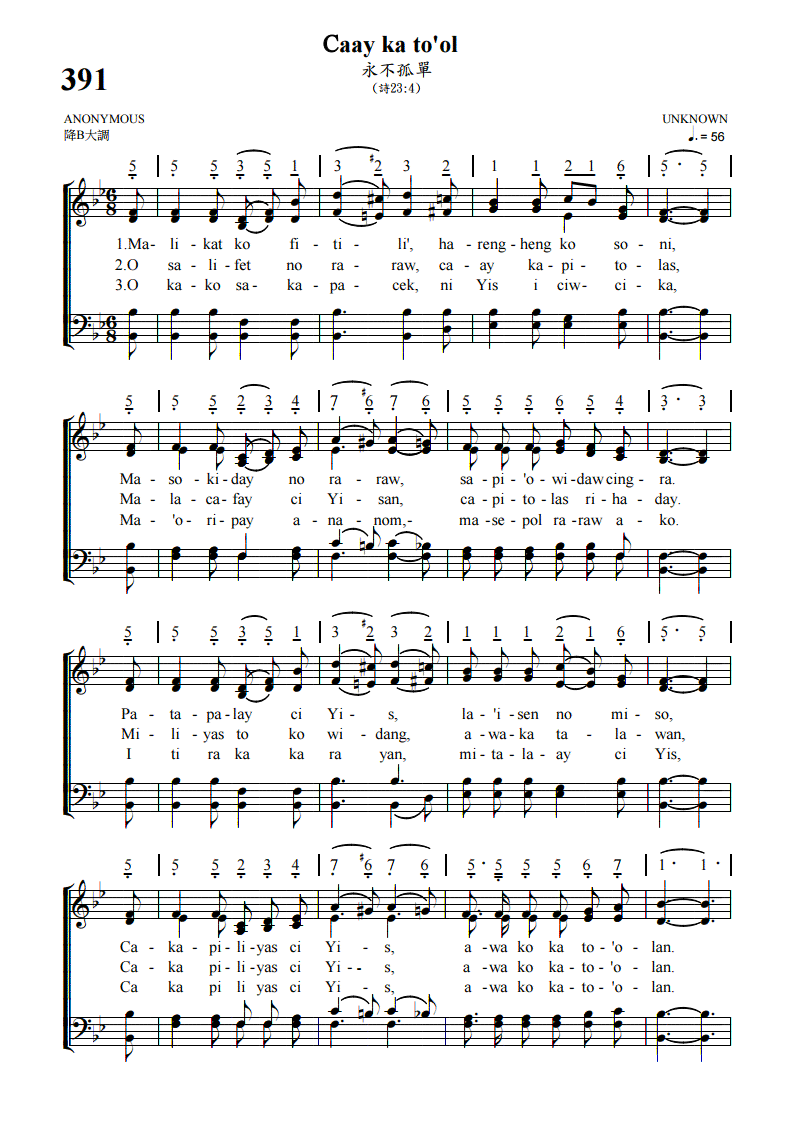 Caay ka to'ol
永不孤單
391
(詩23:4)
ANONYMOUS
UNKNOWN
降B大調
♩. = 56
5 5 5 3 5 1 3 #2 3 2 1 1 2 1 6 5 · 5
1.Ma- li - kat ko fi - ti - li', ha - reng - heng ko so - ni,
2.O sa - li - fet no ra - raw, ca - ay ka - pi - to - las,
3.O ka - ko sa - ka - pa - cek, ni Yis i ciw - ci - ka,
5 5 5 2 3 4 7 #6 7 6 5 5 5 6 5 4 3 · 3
Ma - so - ki - day no ra - raw, sa - pi - 'o - wi - daw cing - ra.
Ma - la - ca - fay ci Yi - san, ca - pi - to - las ri - ha - day.
Ma - 'o - ri - pay a - na - nom,- ma - se - pol ra - raw a - ko.
5 5 5 3 5 1 3 #2 3 2 1 1 1 2 1 6 5 · 5
Pa - ta - pa - lay ci Yi - s, la - 'i - sen no mi - so,
Mi - li - yas to ko wi - dang, a - wa - ka ta - la - wan,
I ti ra ka ka ra yan, mi - ta - la - ay ci Yis,
5 5 5 2 3 4 7 #6 7 6 5 · 5 5 5 6 7 1 · 1 ·
Ca - ka - pi - li - yas ci Yi - s, a - wa ko ka to - 'o - lan.
Ca - ka - pi - li - yas ci Yi - - s, a - wa ko ka - to - 'o - lan.
Ca ka pi li yas ci Yi - s, a - wa ko ka - to - 'o - lan.